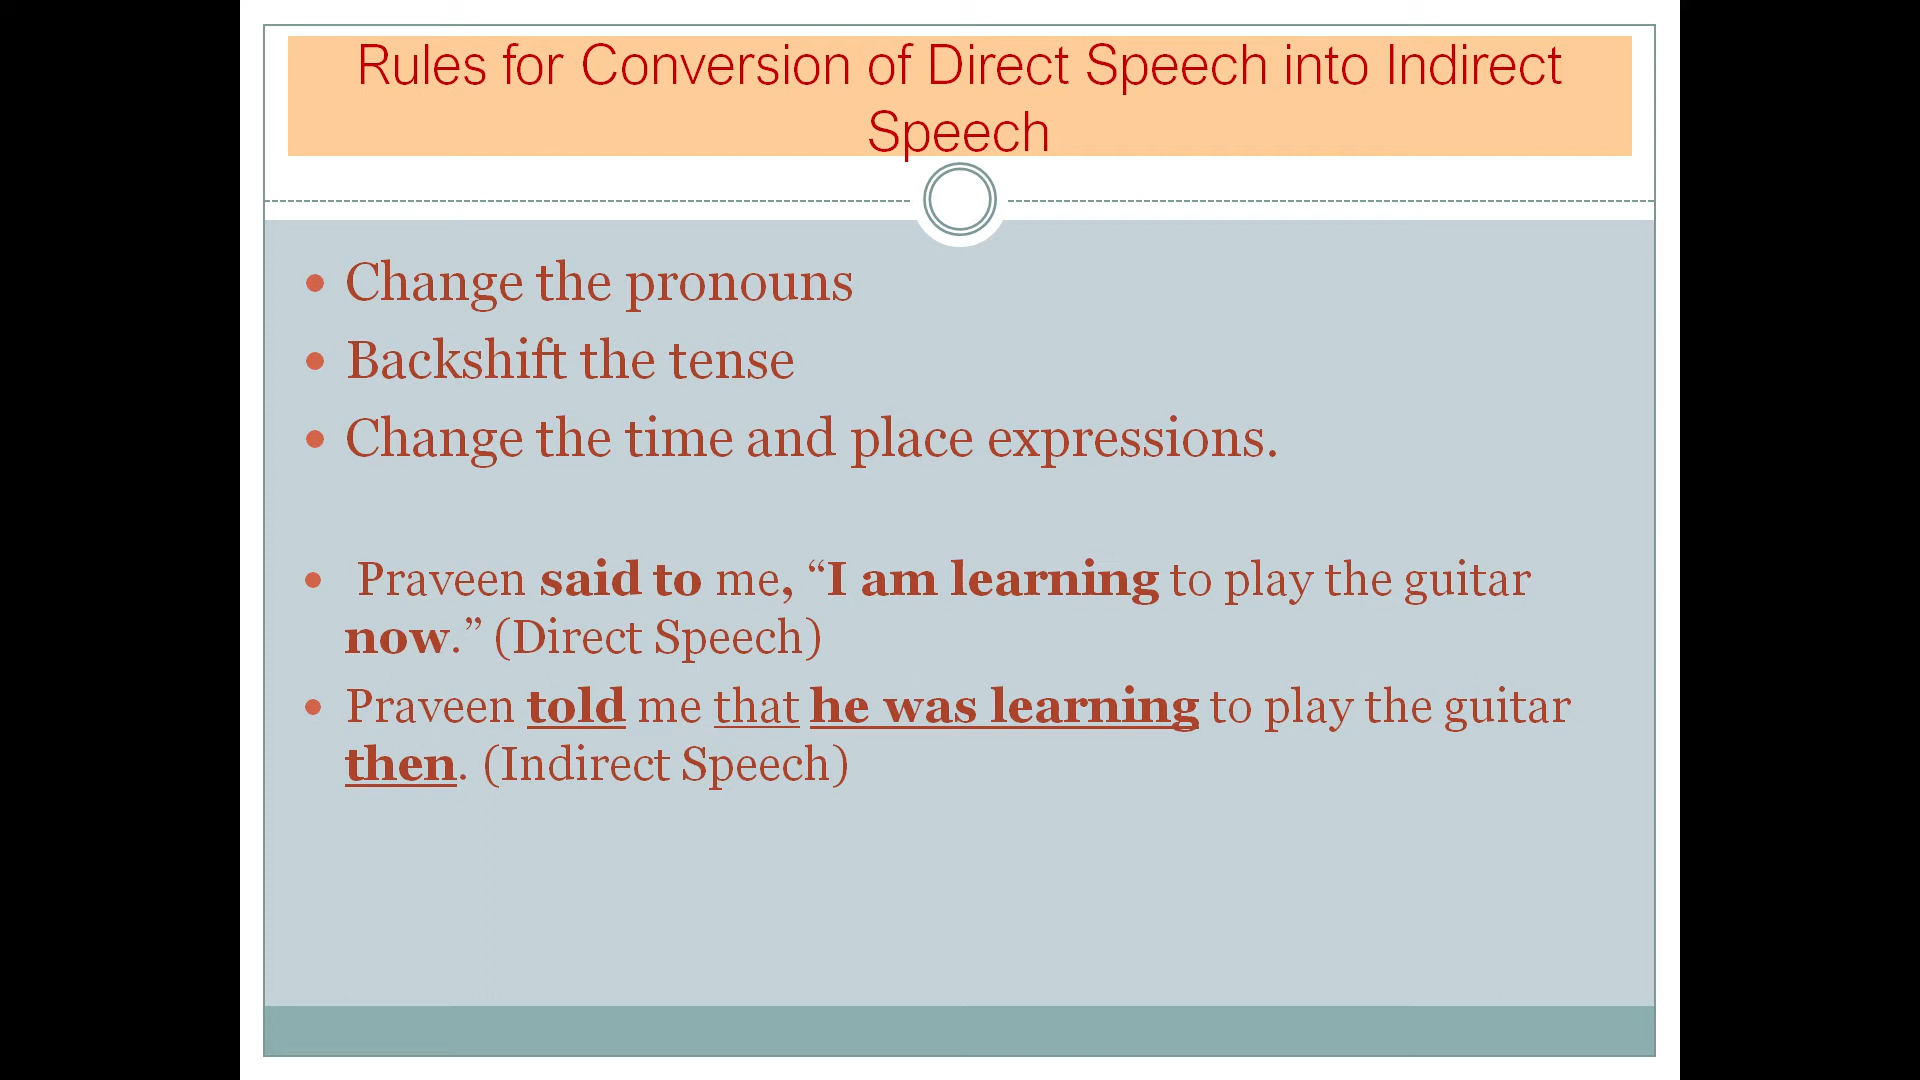 Rules for Conversion of Direct Speech into Indirect
Speech
• Change the pronouns
• Backshift the tense
• Change the time and place expressions.
• Praveen said to me, “I am learning to play the guitar
now.” (Direct Speech)
• Praveen told me that he was learning to play the guitar
then. (Indirect Speech)